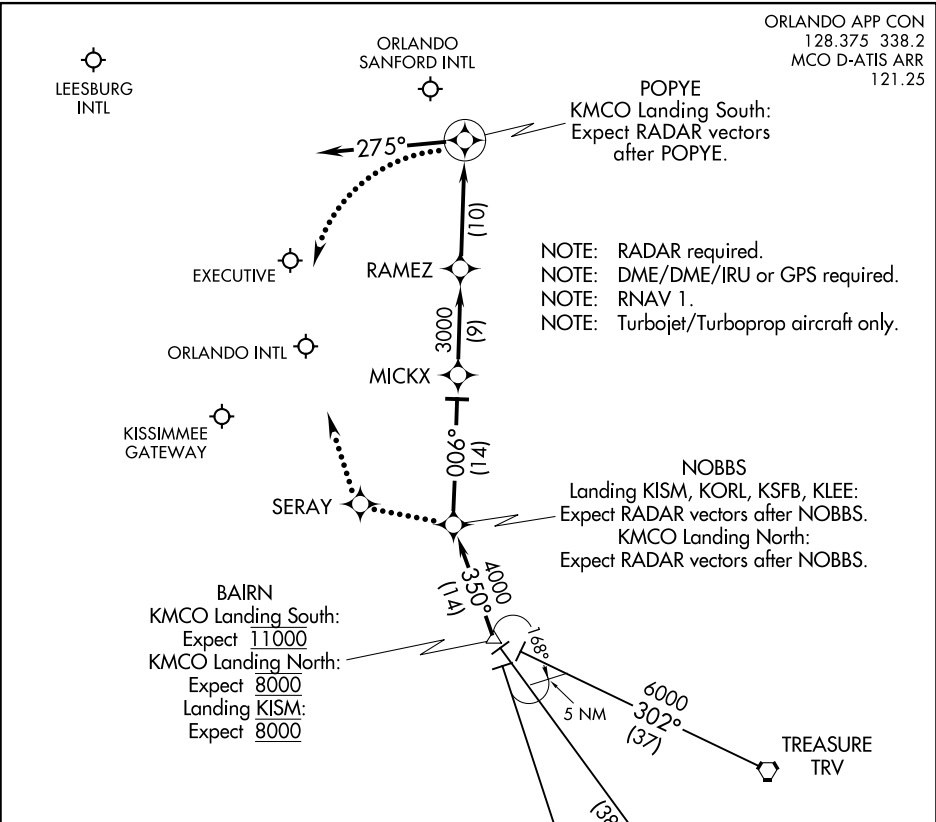 ORLANDO APP CON
128.375 338.2
MCO D-ATIS ARR
121.25
LEESBURG
INTL
ORLANDO
SANFORD INTL
POPYE
KMCO Landing South:
Expect RADAR vectors
after POPYE.
275°
(10)
EXECUTIVE
RAMEZ
NOTE: RADAR required.
NOTE: DME/DME/IRU or GPS required.
NOTE: RNAV 1.
NOTE: Turbojet/Turboprop aircraft only.
3000
(9)
ORLANDO INTL
MICKX
KISSIMMEE
GATEWAY
006°
(14)
SERAY
NOBBS
Landing KISM, KORL, KSFB, KLEE:
Expect RADAR vectors after NOBBS.
KMCO Landing North:
Expect RADAR vectors after NOBBS.
4000
350°
(14)
BAIRN
KMCO Landing South:
Expect 11000
KMCO Landing North:
Expect 8000
Landing KISM:
Expect 8000
168°
5 NM
6000
302°
(37)
TREASURE
TRV
(38